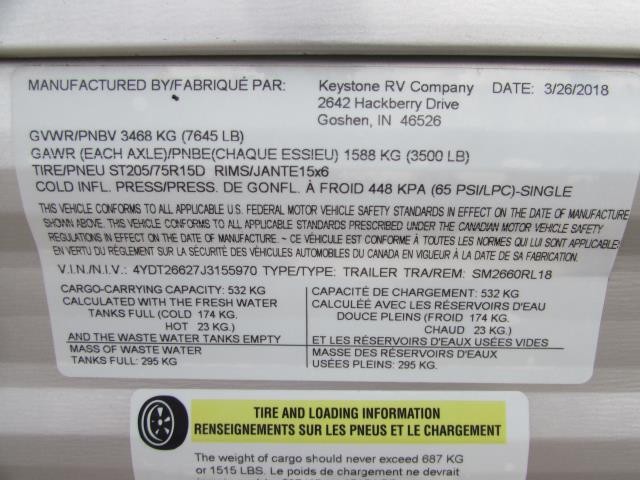 MANUFACTURED BY/FABRIQUÉ PAR: Keystone RV Company DATE: 3/26/2018
2642 Hackberry Drive
Goshen, IN 46526
GVWR/PNBV 3468 KG (7645 LB)
GAWR (EACH AXLE)/PNBE(CHAQUE ESSIEU) 1588 KG (3500 LB)
TIRE/PNEU ST205/75R15D RIMS/JANTE15x6
COLD INFL. PRESS/PRESS. DE GONFL. À FROID 448 KPA (65 PSI/LPC)-SINGLE
THIS VEHICLE CONFORMS TO ALL APPLICABLE U.S. FEDERAL MOTOR VEHICLE SAFETY STANDARDS IN EFFECT ON THE DATE OF MANUFACTURE
SHOWN ABOVE. THIS VEHICLE CONFORMS TO ALL APPLICABLE STANDARDS PRESCRIBED UNDER THE CANADIAN MOTOR VEHICLE SAFETY
REGULATIONS IN EFFECT ON THE DATE OF MANUFACTURE ~ CE VÉHICULE EST CONFORME À TOUTES LES NORMES QUI LUI SONT APPLICABLES
EN VERTU DU RÈGLEMENT SUR LA SÉCURITÉ DES VÉHICULES AUTOMOBILES DU CANADA EN VIGUEUR À LA DATE DE SA FABRICATION.
V.I.N./N.I.V.: 4YDT26627J3155970 TYPE/TYPE: TRAILER TRA/REM: SM2660RL18
CARGO-CARRYING CAPACITY: 532 KG
CALCULATED WITH THE FRESH WATER
TANKS FULL (COLD 174 KG.
HOT 23 KG.)
AND THE WASTE WATER TANKS EMPTY
MASS OF WASTE WATER
TANKS FULL: 295 KG
CAPACITÉ DE CHARGEMENT: 532 KG
CALCULÉE AVEC LES RÉSERVOIRS D'EAU
DOUCE PLEINS (FROID 174 KG.
CHAUD 23 KG.)
ET LES RÉSERVOIRS D'EAUX USÉES VIDES
MASSE DES RÉSERVOIRS D'EAUX
USÉES PLEINS: 295 KG.
TIRE AND LOADING INFORMATION
RENSEIGNEMENTS SUR LES PNEUS ET LE CHARGEMENT
The weight of cargo should never exceed 687 KG
or 1515 LBS. Le poids de chargement ne devrait